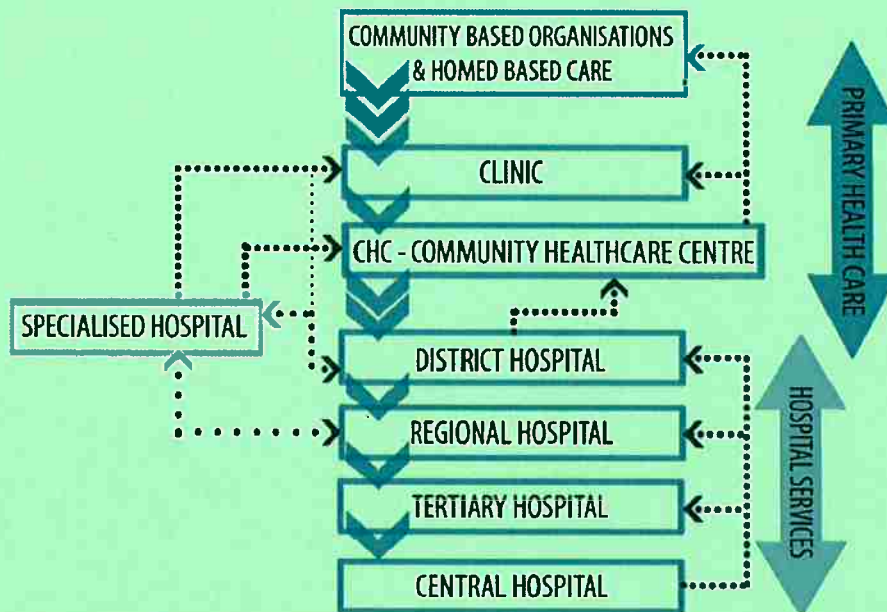 COMMUNITY BASED ORGANISATIONS
& HOMED BASED CARE
CLINIC
CHC - COMMUNITY HEALTHCARE CENTRE
SPECIALISED HOSPITAL
DISTRICT HOSPITAL
REGIONAL HOSPITAL
TERTIARY HOSPITAL
CENTRAL HOSPITAL
PRIMARY HEALTH CARE
HOSPITAL SERVICES